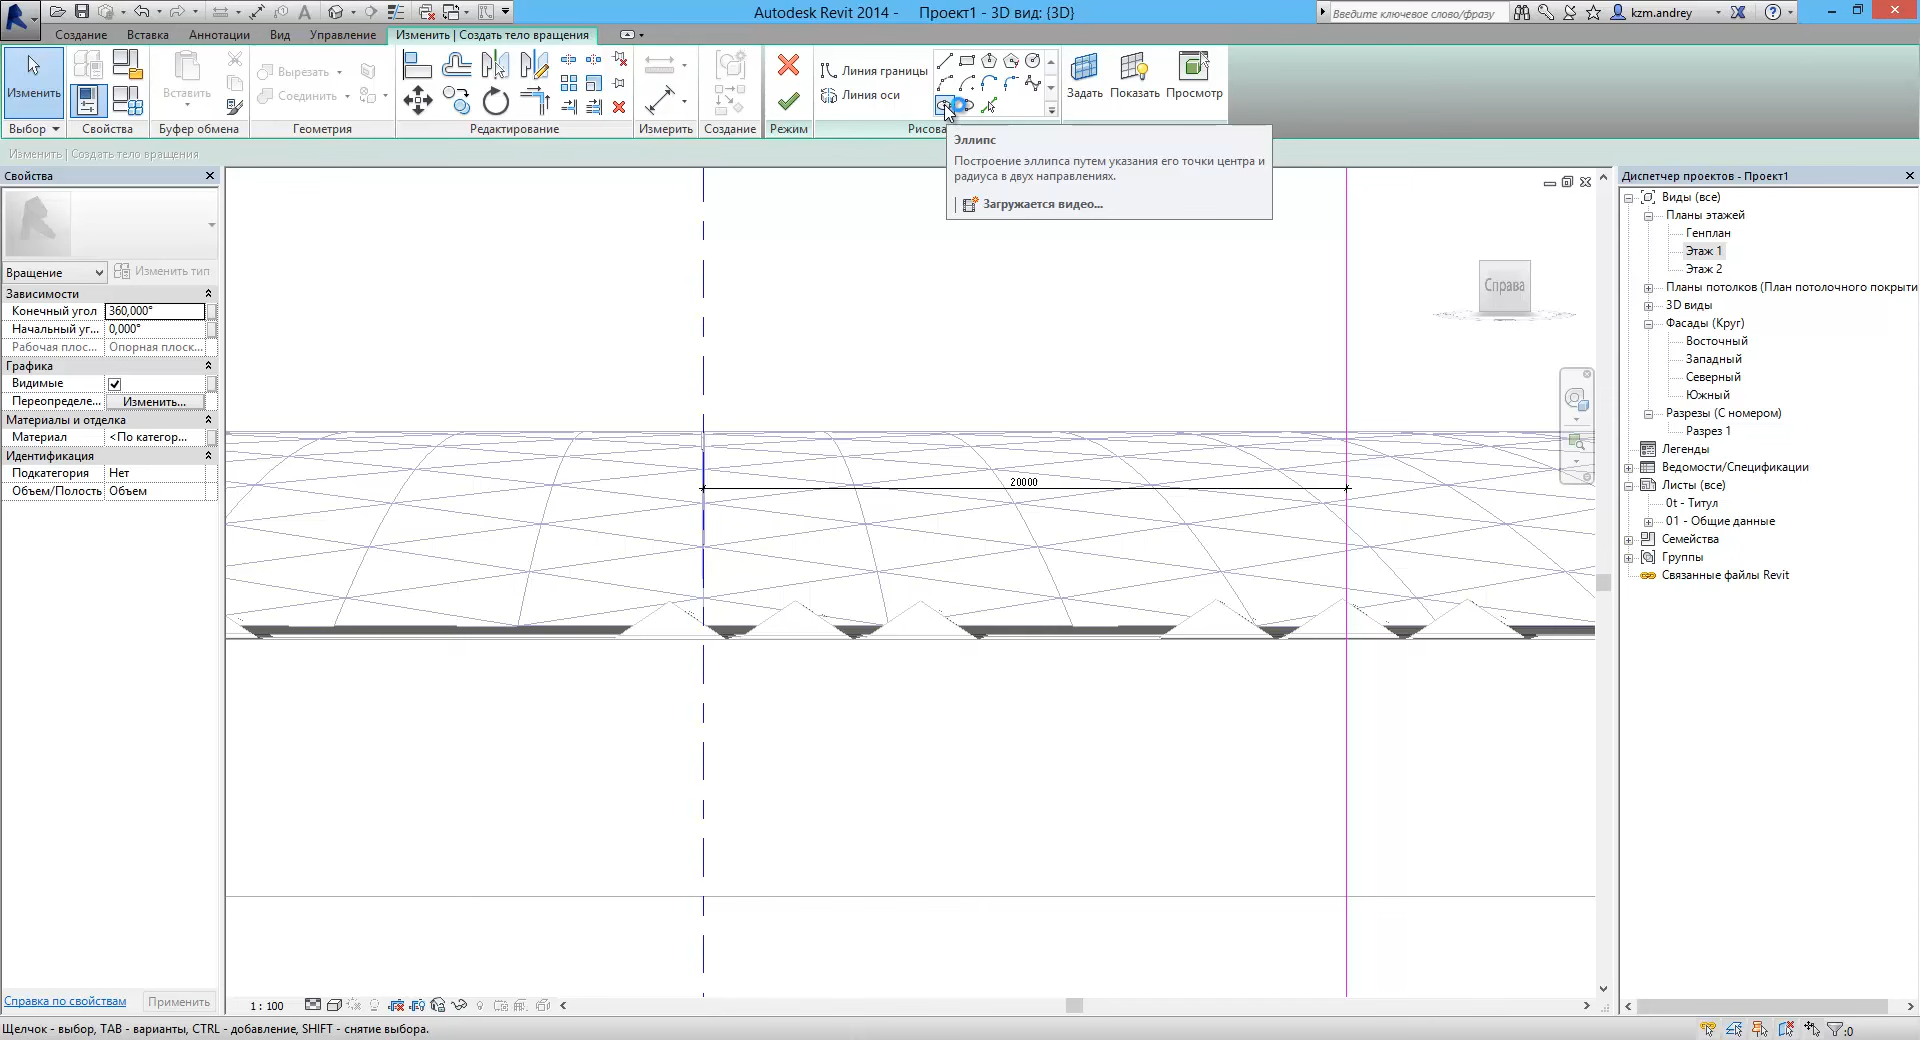 Autodesk Revit 2014 - Проект1 - 3D вид: {3D}
Введите ключевое слово/фразу
kzm.andrey
Создание Вставка Аннотации Вид Управление Изменить | Создать тело вращения
Изменить
Вставить
Вырезать
Соединить
Линия границы
Линия оси
Задать Показать Просмотр
Выбор Свойства Буфер обмена Геометрия Редактирование Измерить Создание Режим Рисова
Изменить | Создать тело вращения
Эллипс
Построение эллипса путем указания его точки центра и
радиуса в двух направлениях.
Загружается видео...
Свойства
Вращение Изменить тип
Зависимости
Конечный угол 360,000°
Начальный уг... 0,000°
Рабочая плос... Опорная плоск...
Графика
Видимые
Переопределе... Изменить...
Материалы и отделка
Материал <По категор...
Идентификация
Подкатегория Нет
Объем/Полость Объем
Справка по свойствам Применить
Справа
20000
1 : 100
Диспетчер проектов - Проект1
Виды (все)
Планы этажей
Генплан
Этаж 1
Этаж 2
Планы потолков (План потолочного покрыти
3D виды
Фасады (Круг)
Восточный
Западный
Северный
Южный
Разрезы (С номером)
Разрез 1
Легенды
Ведомости/Спецификации
Листы (все)
0t - Титул
01 - Общие данные
Семейства
Группы
Связанные файлы Revit
Щелчок - выбор, TAB - варианты, CTRL - добавление, SHIFT - снятие выбора.
:0